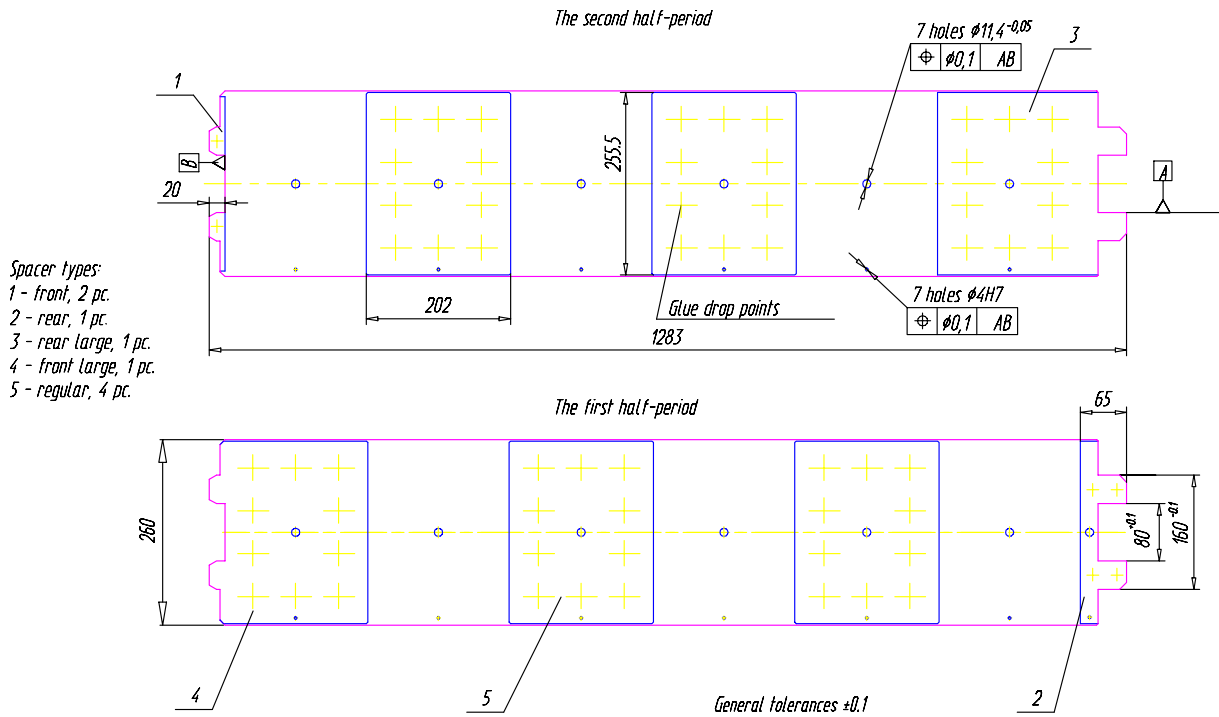 The second half-period
7 holes ⌀11,4⁻⁰,⁰⁵
⌖ ⌀0,1 AB
3
1
B
20
255.5
A
Spacer types:
1 - front, 2 pc.
2 - rear, 1 pc.
3 - rear large, 1 pc.
4 - front large, 1 pc.
5 - regular, 4 pc.
202
Glue drop points
7 holes ⌀4H7
⌖ ⌀0,1 AB
1283
The first half-period
65
260
80⁺⁰·¹
160⁻⁰·¹
4
5
2
General tolerances ±0.1